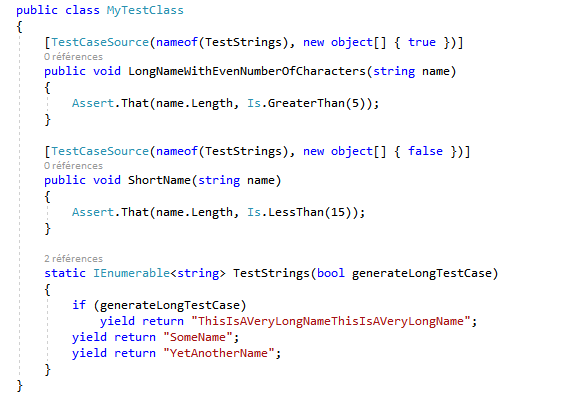 public class MyTestClass
{
    [TestCaseSource(nameof(TestStrings), new object[] { true })]
    0 références
    public void LongNameWithEvenNumberOfCharacters(string name)
    {
        Assert.That(name.Length, Is.GreaterThan(5));
    }

    [TestCaseSource(nameof(TestStrings), new object[] { false })]
    0 références
    public void ShortName(string name)
    {
        Assert.That(name.Length, Is.LessThan(15));
    }

    2 références
    static IEnumerable<string> TestStrings(bool generateLongTestCase)
    {
        if (generateLongTestCase)
            yield return "ThisIsAVeryLongNameThisIsAVeryLongName";
        yield return "SomeName";
        yield return "YetAnotherName";
    }
}